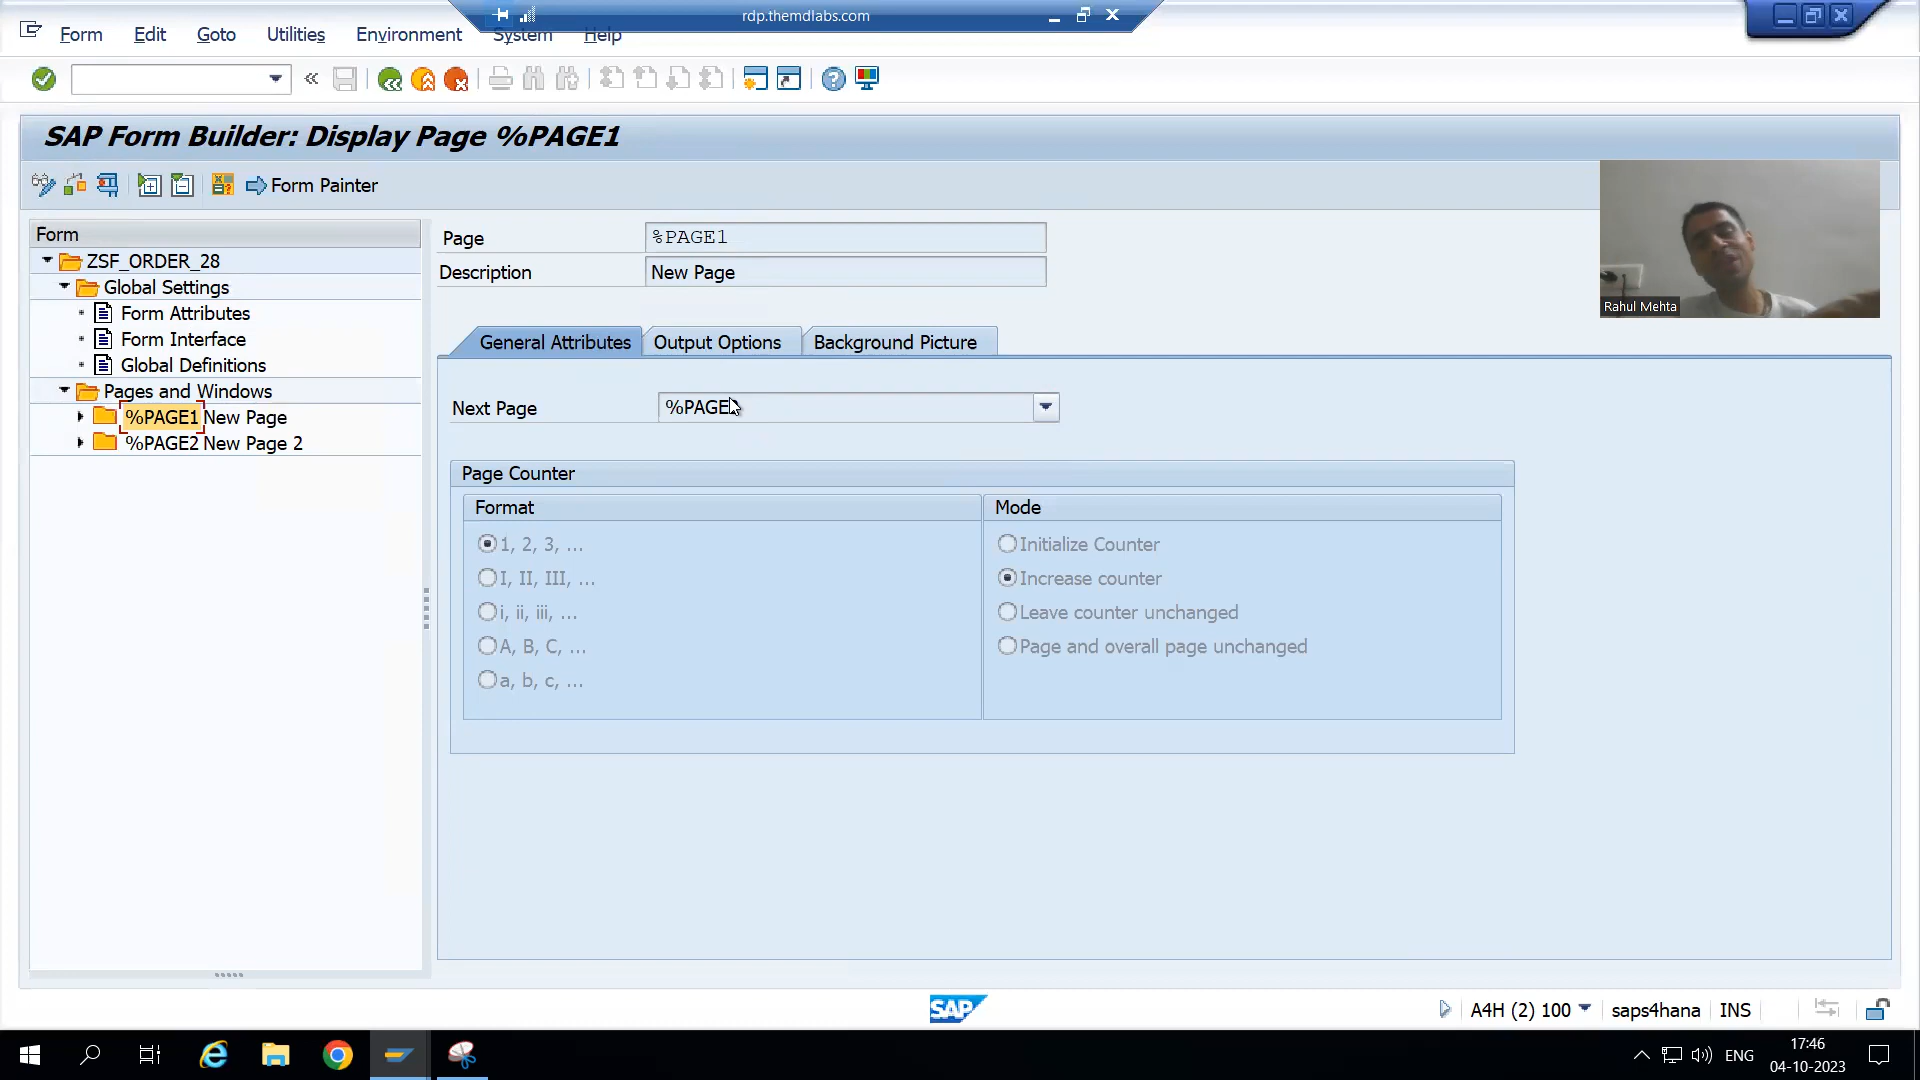 rdp.themdlabs.com
Form Edit Goto Utilities Environment System Help
SAP Form Builder: Display Page %PAGE1
Form Painter
Form
ZSF_ORDER_28
Global Settings
Form Attributes
Form Interface
Global Definitions
Pages and Windows
%PAGE1 New Page
%PAGE2 New Page 2
Page %PAGE1
Description New Page
Rahul Mehta
General Attributes Output Options Background Picture
Next Page
Page Counter
Format Mode
1, 2, 3, ... Initialize Counter
I, II, III, ... Increase counter
i, ii, iii, ... Leave counter unchanged
A, B, C, ... Page and overall page unchanged
a, b, c, ...
SAP
A4H (2) 100 saps4hana INS
ENG
17:46
04-10-2023